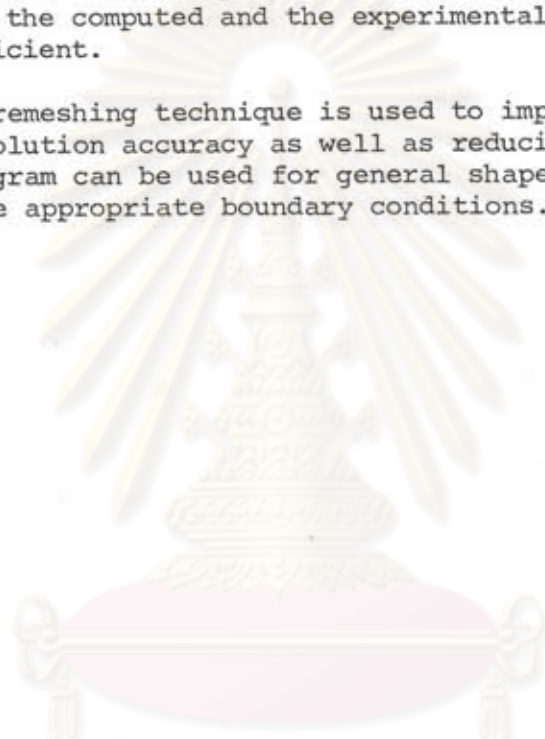 the computed and the experimental
icient.
remeshing technique is used to imp
olution accuracy as well as reduci
gram can be used for general shape
e appropriate boundary conditions.